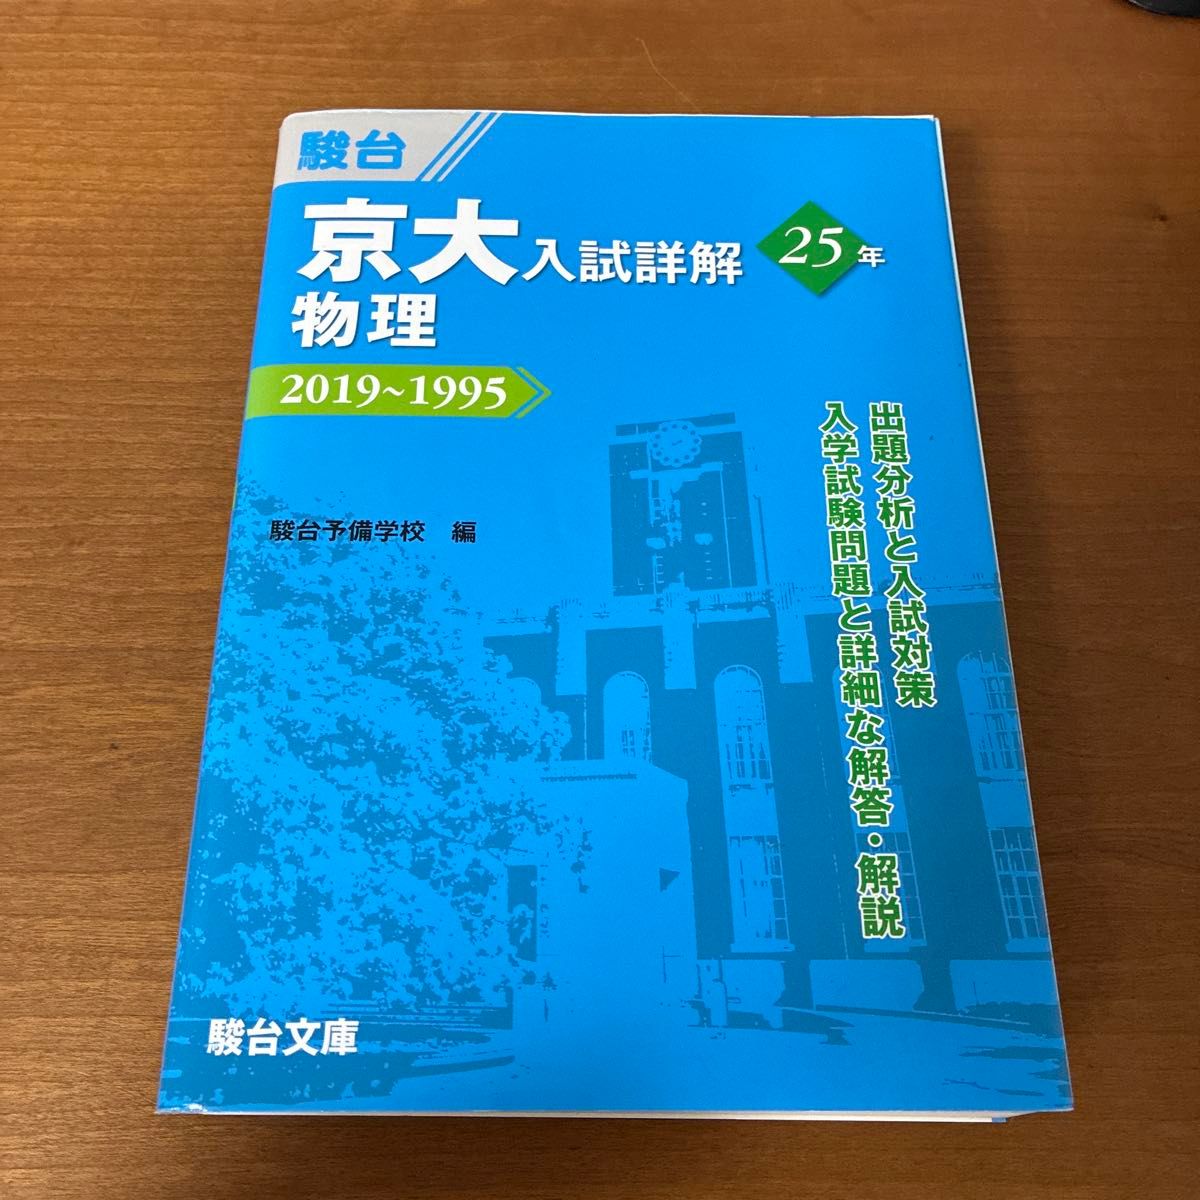 駿台
京大入試詳解 25年
物理
2019~1995
出題分析と入試対策
入学試験問題と詳細な解答・解説
駿台予備学校 編
駿台文庫